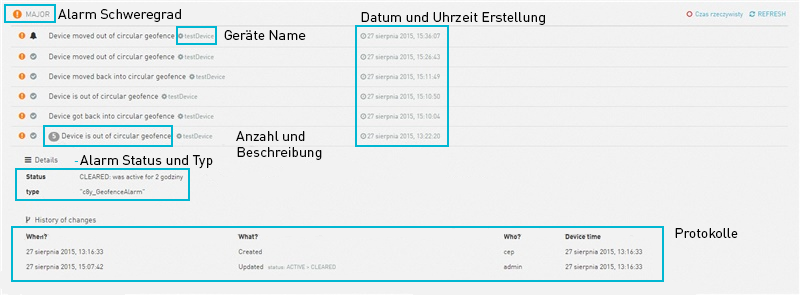 MAJOR Alarm Schweregrad Datum und Uhrzeit Erstellung Czas rzeczywisty REFRESH
Device moved out of circular geofence testDevice Geräte Name 27 sierpnia 2015, 15:36:07
Device moved out of circular geofence testDevice 27 sierpnia 2015, 15:26:43
Device moved back into circular geofence testDevice 27 sierpnia 2015, 15:11:49
Device is out of circular geofence testDevice 27 sierpnia 2015, 15:10:50
Device got back into circular geofence testDevice 27 sierpnia 2015, 15:10:04
5 Device is out of circular geofence testDevice Anzahl und 27 sierpnia 2015, 13:22:20
Beschreibung
Details - Alarm Status und Typ
Status CLEARED: was active for 2 godziny
type "c8y_GeofenceAlarm"
History of changes
When? What? Who? Device time Protokolle
27 sierpnia 2015, 13:16:33 Created cep 27 sierpnia 2015, 13:16:33
27 sierpnia 2015, 15:07:42 Updated status: ACTIVE > CLEARED admin 27 sierpnia 2015, 13:16:33